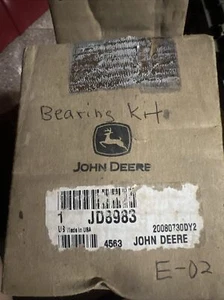 Bearing Kit
JOHN DEERE
1 JD8983
Made in USA 20080730DY2
4563 JOHN DEERE
E-02